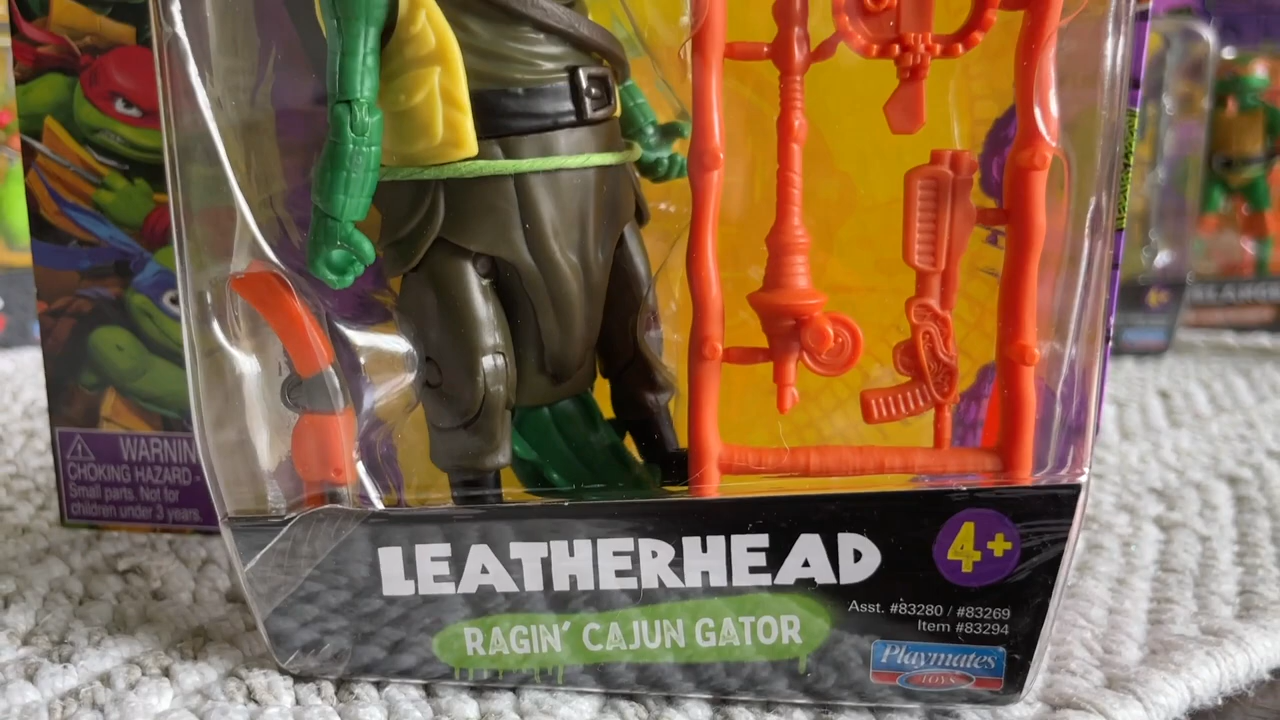 WARNIN
CHOKING HAZARD -
Small parts. Not for
children under 3 years.
LEATHERHEAD
4+
RAGIN' CAJUN GATOR
Asst. #83280 / #83269
Item #83294
Playmates
TOYS